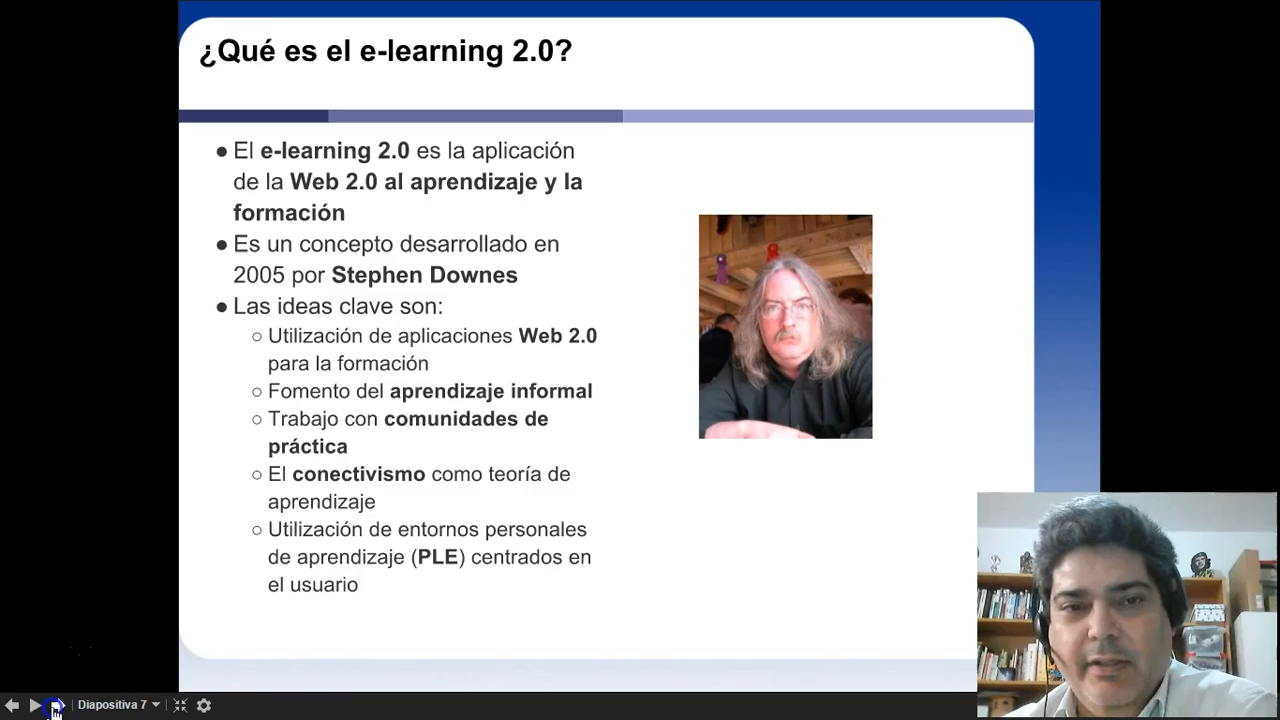 ¿Qué es el e-learning 2.0?
● El e-learning 2.0 es la aplicación
de la Web 2.0 al aprendizaje y la
formación
● Es un concepto desarrollado en
2005 por Stephen Downes
● Las ideas clave son:
○ Utilización de aplicaciones Web 2.0
para la formación
○ Fomento del aprendizaje informal
○ Trabajo con comunidades de
práctica
○ El conectivismo como teoría de
aprendizaje
○ Utilización de entornos personales
de aprendizaje (PLE) centrados en
el usuario
Diapositiva 7